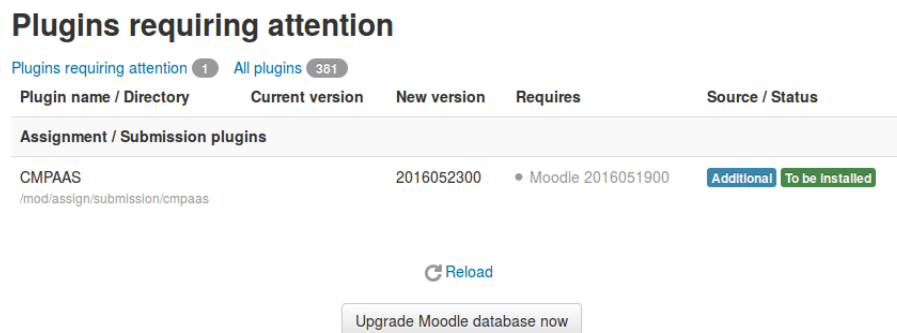 Plugins requiring attention
Plugins requiring attention 1 All plugins 381
Plugin name / Directory Current version New version Requires Source / Status
Assignment / Submission plugins
CMPAAS 2016052300 Moodle 2016051900 Additional To be installed
/mod/assign/submission/cmpaas
Reload
Upgrade Moodle database now